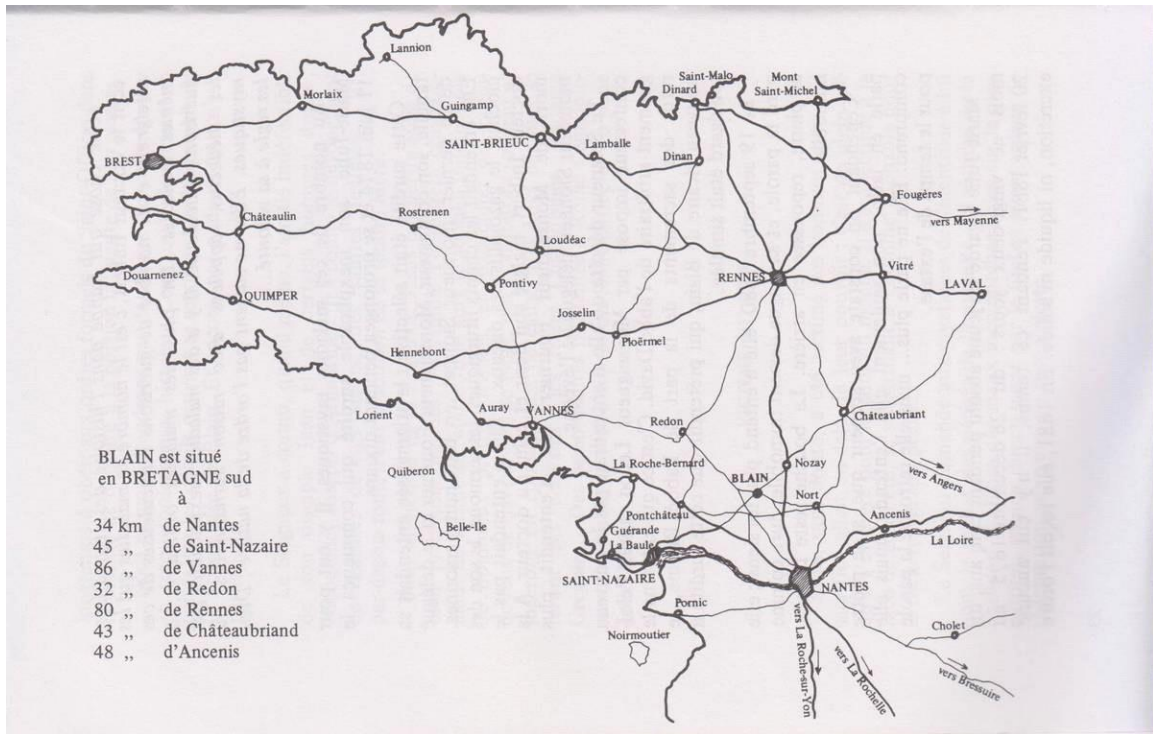 Lannion
Saint-Malo
Dinard
Mont
Saint-Michel
Morlaix
Guingamp
SAINT-BRIEUC
Lamballe
Dinan
BREST
Fougères
vers Mayenne
Châteaulin
Rostrenen
Loudéac
Douarnenez
QUIMPER
Pontivy
RENNES
Vitré
LAVAL
Josselin
Ploërmel
Hennebont
Lorient
Auray
VANNES
Redon
Châteaubriant
Quiberon
La Roche-Bernard
BLAIN
Nozay
vers Angers
Belle-Ile
Pontchâteau
Nort
Ancenis
Guérande
La Baule
La Loire
SAINT-NAZAIRE
NANTES
Pornic
Noirmoutier
Cholet
vers La Roche-sur-Yon
vers La Rochelle
vers Bressuire
BLAIN est situé
en BRETAGNE sud
à
34 km de Nantes
45 ,, de Saint-Nazaire
86 ,, de Vannes
32 ,, de Redon
80 ,, de Rennes
43 ,, de Châteaubriand
48 ,, d'Ancenis